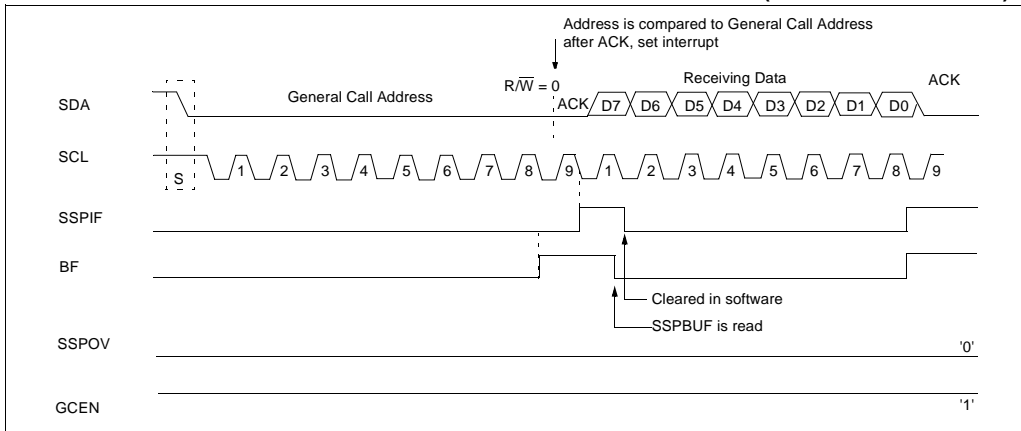 Address is compared to General Call Address
after ACK, set interrupt
R/W = 0
Receiving Data
ACK
General Call Address
SDA
ACK
D7 D6 D5 D4 D3 D2 D1 D0
SCL
S
1 2 3 4 5 6 7 8 9 1 2 3 4 5 6 7 8 9
SSPIF
BF
Cleared in software
SSPBUF is read
SSPOV
'0'
GCEN
'1'